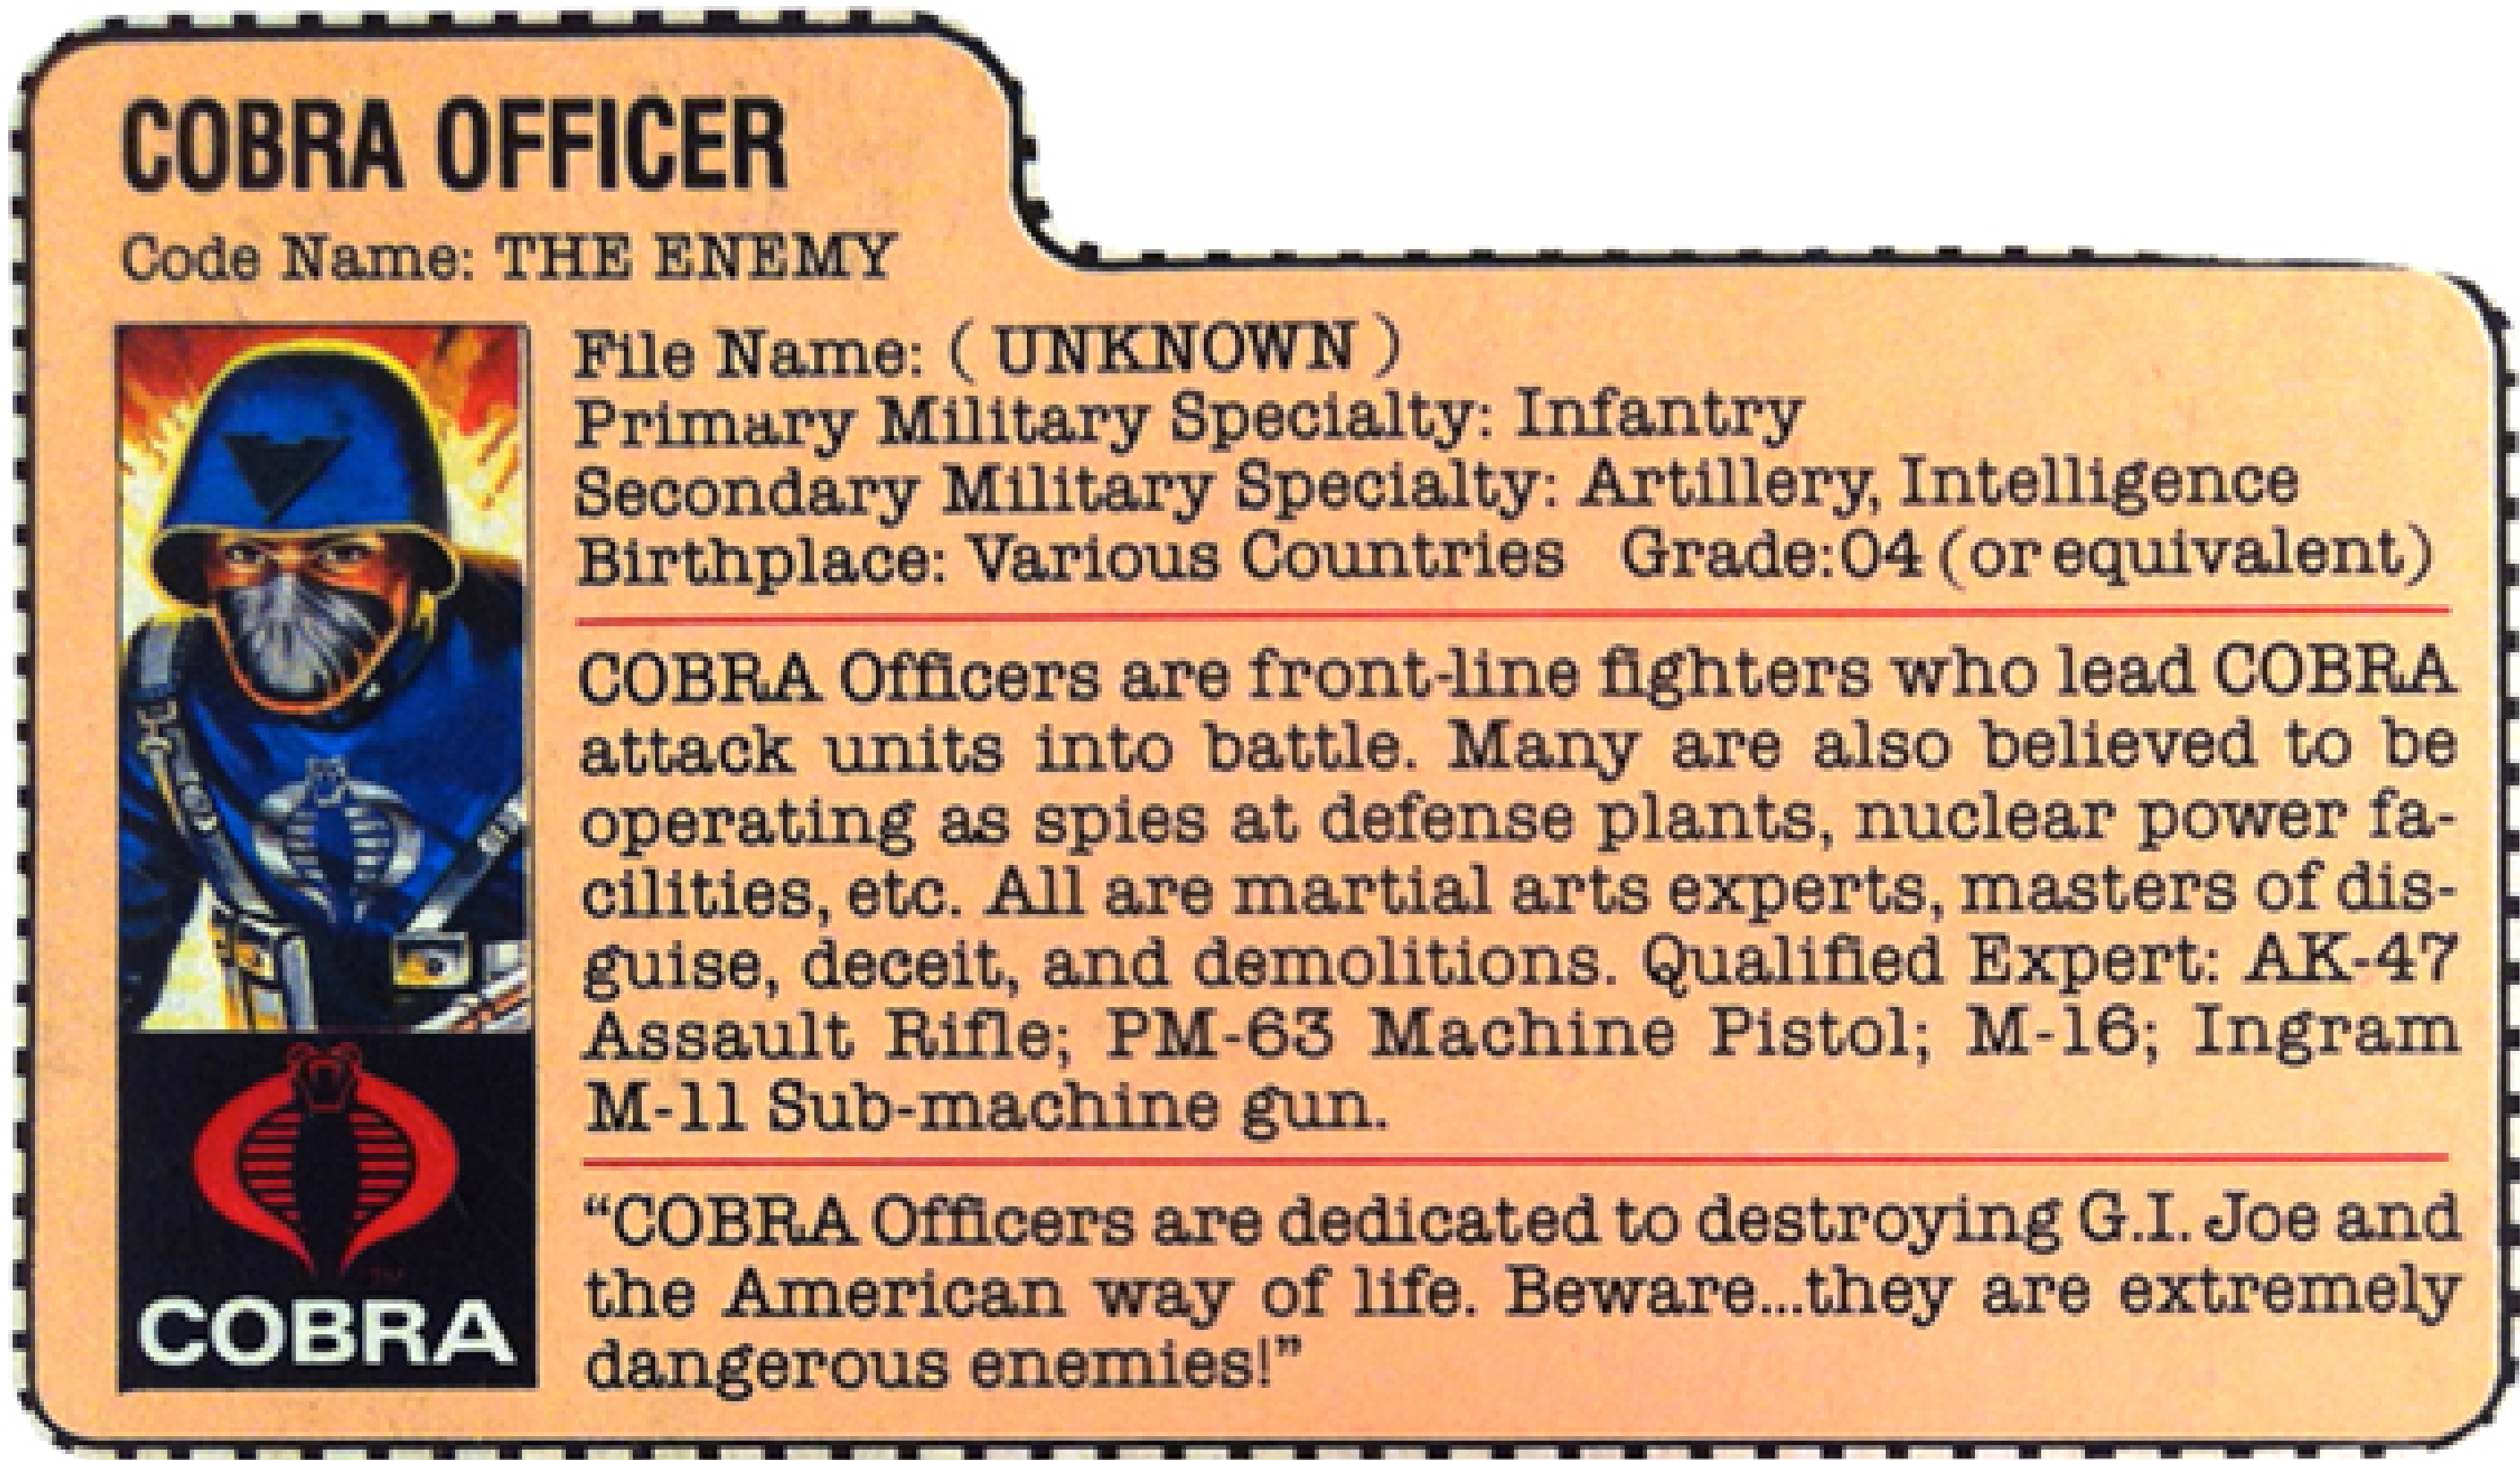 COBRA OFFICER
Code Name: THE ENEMY
File Name: ( UNKNOWN )
Primary Military Specialty: Infantry
Secondary Military Specialty: Artillery, Intelligence
Birthplace: Various Countries Grade:04 (or equivalent)
COBRA Officers are front-line fighters who lead COBRA
attack units into battle. Many are also believed to be
operating as spies at defense plants, nuclear power fa-
cilities, etc. All are martial arts experts, masters of dis-
guise, deceit, and demolitions. Qualified Expert: AK-47
Assault Rifle; PM-63 Machine Pistol; M-16; Ingram
M-11 Sub-machine gun.
“COBRA Officers are dedicated to destroying G.I. Joe and
the American way of life. Beware...they are extremely
dangerous enemies!”
TM
COBRA